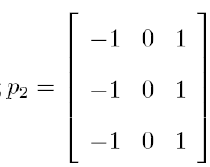 ; p₂ = [ -1 0 1
-1 0 1
-1 0 1 ]